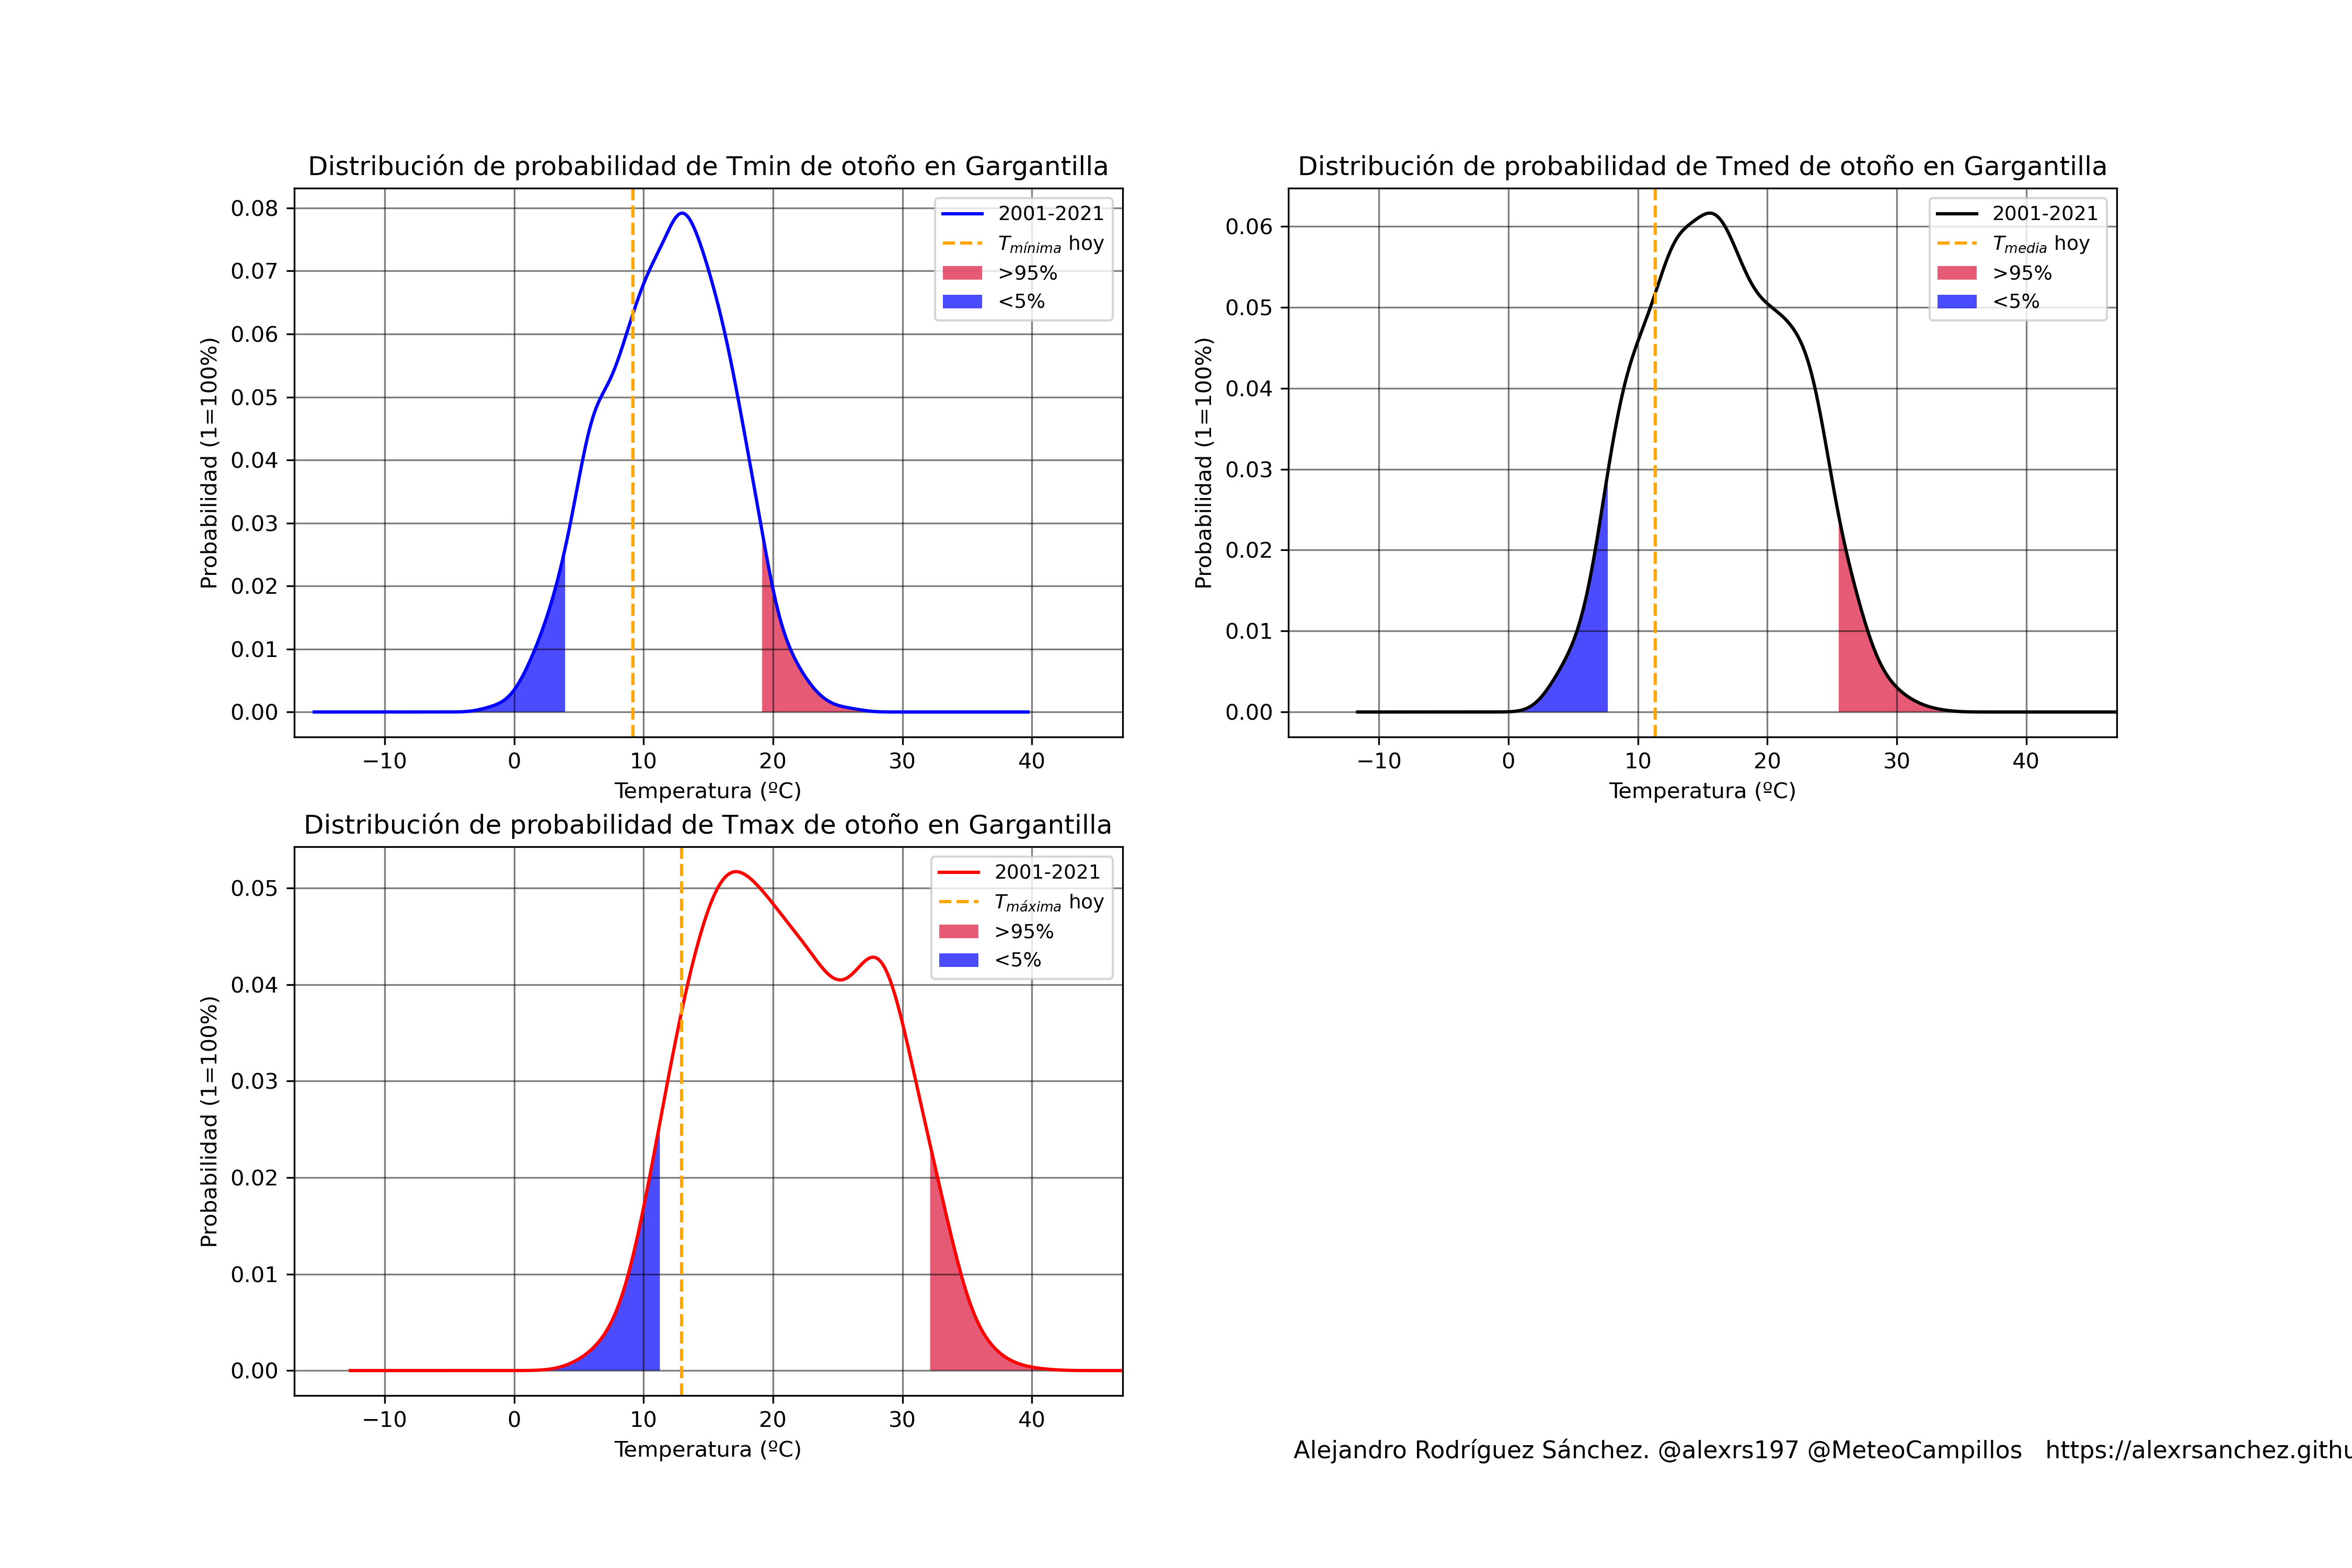 Distribución de probabilidad de Tmin de otoño en Gargantilla
0.08
0.07
0.06
0.05
0.04
0.03
0.02
0.01
0.00
Probabilidad (1=100%)
2001-2021
Tmínima hoy
>95%
<5%
−10 0 10 20 30 40
Temperatura (ºC)
Distribución de probabilidad de Tmed de otoño en Gargantilla
0.06
0.05
0.04
0.03
0.02
0.01
0.00
Probabilidad (1=100%)
2001-2021
Tmedia hoy
>95%
<5%
−10 0 10 20 30 40
Temperatura (ºC)
Distribución de probabilidad de Tmax de otoño en Gargantilla
0.05
0.04
0.03
0.02
0.01
0.00
Probabilidad (1=100%)
2001-2021
Tmáxima hoy
>95%
<5%
−10 0 10 20 30 40
Temperatura (ºC)
Alejandro Rodríguez Sánchez. @alexrs197 @MeteoCampillos https://alexrsanchez.githu